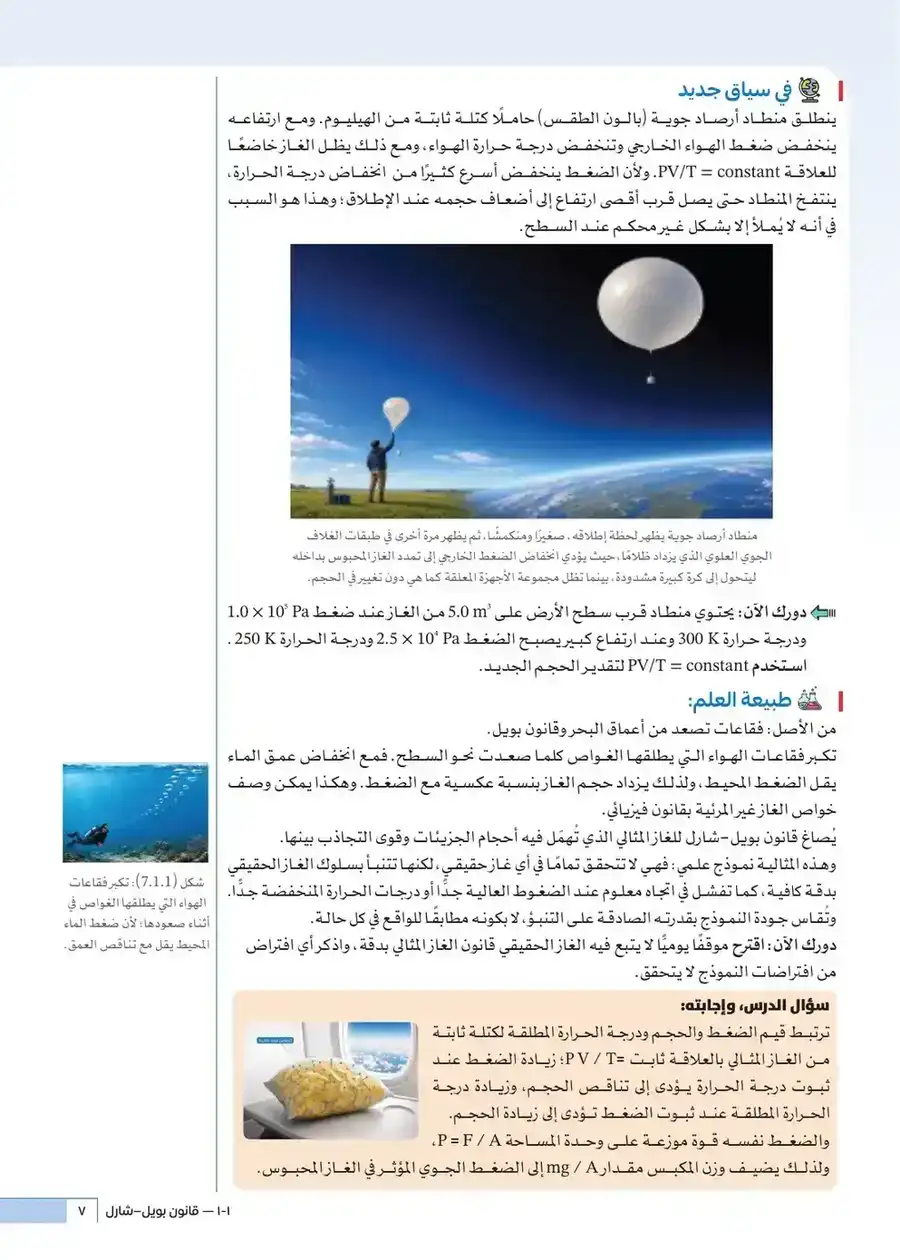 في سياق جديد
ينطلق منطاد أرصاد جوية (بالون الطقس) حاملًا كتلة ثابتة من الهيليوم. ومع ارتفاعه
ينخفض ضغط الهواء الخارجي وتنخفض درجة حرارة الهواء، ومع ذلك يظل الغاز خاضعًا
للعلاقة PV/T = constant. ولأن الضغط ينخفض أسرع كثيرًا من انخفاض درجة الحرارة،
ينتفخ المنطاد حتى يصل قرب أقصى ارتفاع إلى أضعاف حجمه عند الإطلاق؛ وهذا هو السبب
في أنه لا يُملأ إلا بشكل غير محكم عند السطح.
منطاد أرصاد جوية يظهر لحظة إطلاقه، صغيرًا ومنكمشًا، ثم يظهر مرة أخرى في طبقات الغلاف
الجوي العلوي الذي يزداد ظلامًا، حيث يؤدي انخفاض الضغط الخارجي إلى تمدد الغاز المحبوس بداخله
ليتحول إلى كرة كبيرة مشدودة، بينما تظل مجموعة الأجهزة المعلقة كما هي دون تغيير في الحجم.
دورك الآن: يحتوي منطاد قرب سطح الأرض على 5.0 m³ من الغاز عند ضغط 1.0 × 10⁵ Pa
ودرجة حرارة 300 K وعند ارتفاع كبير يصبح الضغط 2.5 × 10⁴ Pa ودرجة الحرارة 250 K .
استخدم PV/T = constant لتقدير الحجم الجديد.
طبيعة العلم:
من الأصل: فقاعات تصعد من أعماق البحر وقانون بويل.
تكبر فقاعات الهواء التي يطلقها الغواص كلما صعدت نحو السطح. فمع انخفاض عمق الماء
يقل الضغط المحيط، ولذلك يزداد حجم الغاز بنسبة عكسية مع الضغط. وهكذا يمكن وصف
خواص الغاز غير المرئية بقانون فيزيائي.
يُصاغ قانون بويل-شارل للغاز المثالي الذي تُهمَل فيه أحجام الجزيئات وقوى التجاذب بينها.
وهذه المثالية نموذج علمي: فهي لا تتحقق تمامًا في أي غاز حقيقي، لكنها تتنبأ بسلوك الغاز الحقيقي
بدقة كافية، كما تفشل في اتجاه معلوم عند الضغوط العالية جدًّا أو درجات الحرارة المنخفضة جدًّا.
وتُقاس جودة النموذج بقدرته الصادقة على التنبؤ، لا بكونه مطابقًا للواقع في كل حالة.
دورك الآن: اقترح موقفًا يوميًّا لا يتبع فيه الغاز الحقيقي قانون الغاز المثالي بدقة، واذكر أي افتراض
من افتراضات النموذج لا يتحقق.
شكل (7.1.1): تكبر فقاعات
الهواء التي يطلقها الغواص في
أثناء صعودها؛ لأن ضغط الماء
المحيط يقل مع تناقص العمق.
سؤال الدرس، وإجابته:
ترتبط قيم الضغط والحجم ودرجة الحرارة المطلقة لكتلة ثابتة
من الغاز المثالي بالعلاقة ثابت =P V / T؛ زيادة الضغط عند
ثبوت درجة الحرارة يؤدى إلى تناقص الحجم، وزيادة درجة
الحرارة المطلقة عند ثبوت الضغط تؤدى إلى زيادة الحجم.
والضغط نفسه قوة موزعة على وحدة المساحة P = F / A،
ولذلك يضيف وزن المكبس مقدار mg / A إلى الضغط الجوي المؤثر في الغاز المحبوس.
١-١ — قانون بويل-شارل
٧